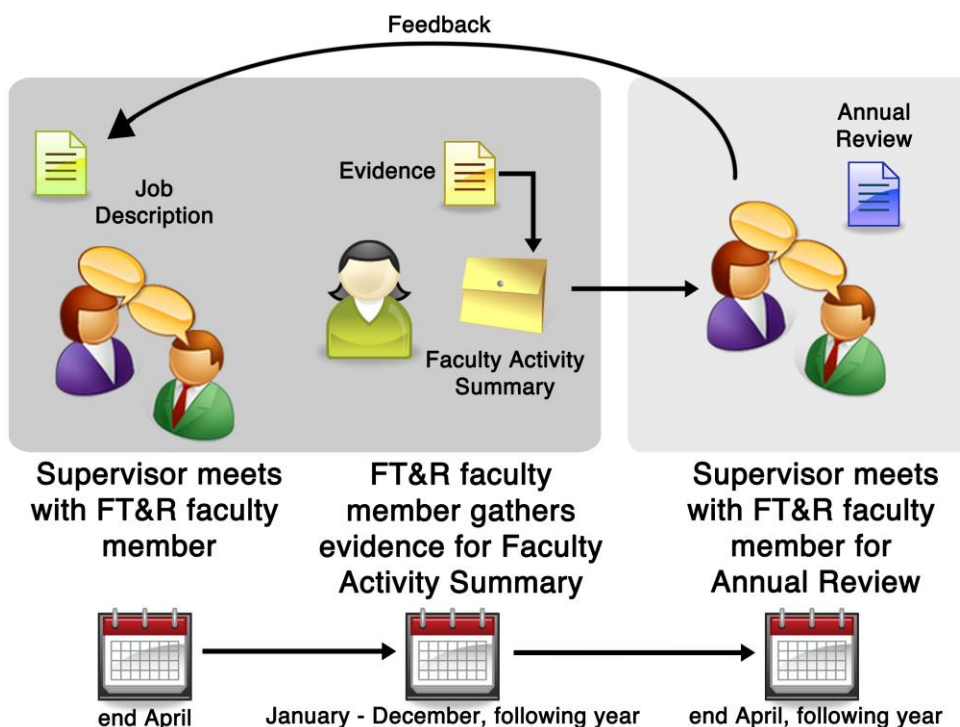 Feedback
Job
Description
Evidence
Faculty Activity
Summary
Annual
Review
Supervisor meets
with FT&R faculty
member
FT&R faculty
member gathers
evidence for Faculty
Activity Summary
Supervisor meets
with FT&R faculty
member for
Annual Review
end April
January - December, following year
end April, following year